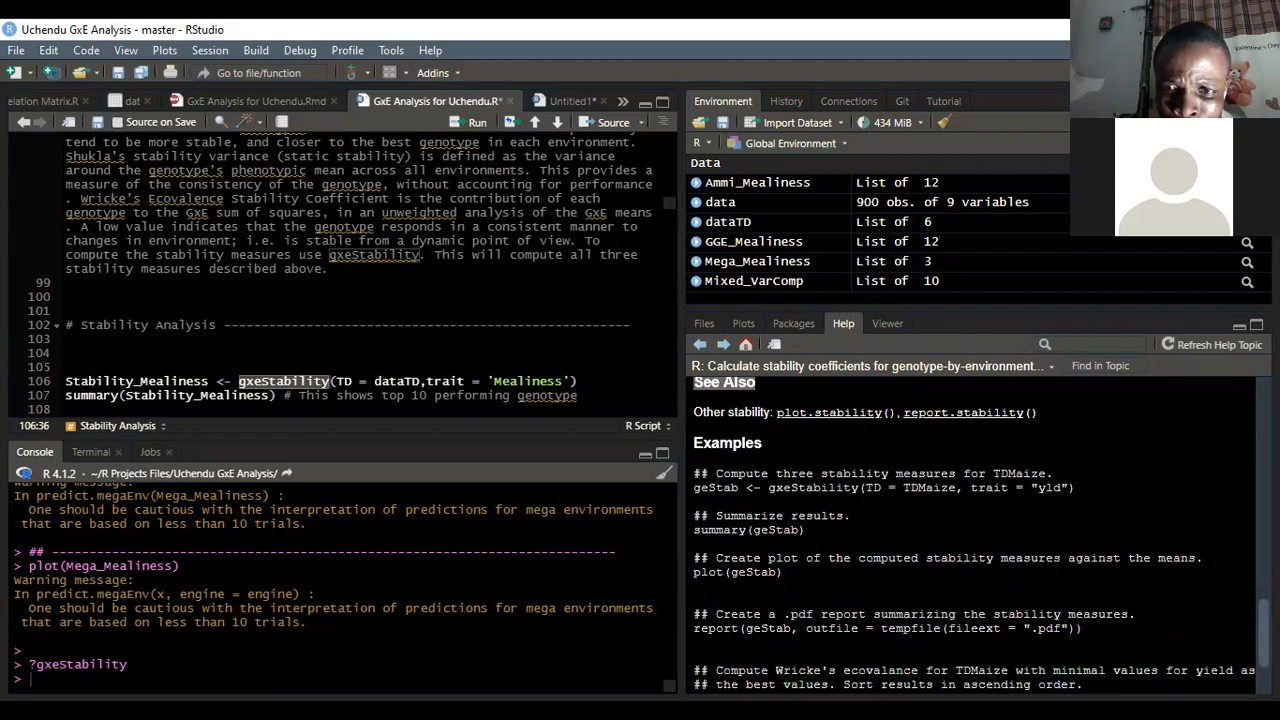 Uchendu GxE Analysis - master - RStudio
File Edit Code View Plots Session Build Debug Profile Tools Help
Go to file/function Addins
elation Matrix.R dat GxE Analysis for Uchendu.Rmd GxE Analysis for Uchendu.R* Untitled1*
Source on Save Run Source
tend to be more stable, and closer to the best genotype in each environment.
Shukla's stability variance (static stability) is defined as the variance
around the genotype's phenotypic mean across all environments. This provides
a measure of the consistency of the genotype, without accounting for performance
. Wricke's Ecovalence Stability Coefficient is the contribution of each
genotype to the GxE sum of squares, in an unweighted analysis of the GxE means
. A low value indicates that the genotype responds in a consistent manner to
changes in environment; i.e. is stable from a dynamic point of view. To
compute the stability measures use gxeStability. This will compute all three
stability measures described above.
99
100
101
102 # Stability Analysis ------------------------------------------------------
103
104
105
106 Stability_Mealiness <- gxeStability(TD = dataTD,trait = 'Mealiness')
107 summary(Stability_Mealiness) # This shows top 10 performing genotype
108
106:36 Stability Analysis R Script
Console Terminal Jobs
R 4.1.2 · ~/R Projects Files/Uchendu GxE Analysis/
Warning message:
In predict.megaEnv(Mega_Mealiness) :
One should be cautious with the interpretation of predictions for mega environments
that are based on less than 10 trials.
> ## ---------------------------------------------------------------------------
> plot(Mega_Mealiness)
Warning message:
In predict.megaEnv(x, engine = engine) :
One should be cautious with the interpretation of predictions for mega environments
that are based on less than 10 trials.
>
> ?gxeStability
>
Environment History Connections Git Tutorial
Import Dataset 434 MiB
R Global Environment
Data
Ammi_Mealiness List of 12
data 900 obs. of 9 variables
dataTD List of 6
GGE_Mealiness List of 12
Mega_Mealiness List of 3
Mixed_VarComp List of 10
Files Plots Packages Help Viewer
Refresh Help Topic
R: Calculate stability coefficients for genotype-by-environment... Find in Topic
See Also
Other stability: plot.stability(), report.stability()
Examples
## Compute three stability measures for TDMaize.
geStab <- gxeStability(TD = TDMaize, trait = "yld")
## Summarize results.
summary(geStab)
## Create plot of the computed stability measures against the means.
plot(geStab)
## Create a .pdf report summarizing the stability measures.
report(geStab, outfile = tempfile(fileext = ".pdf"))
## Compute Wricke's ecovalance for TDMaize with minimal values for yield as
## the best values. Sort results in ascending order.